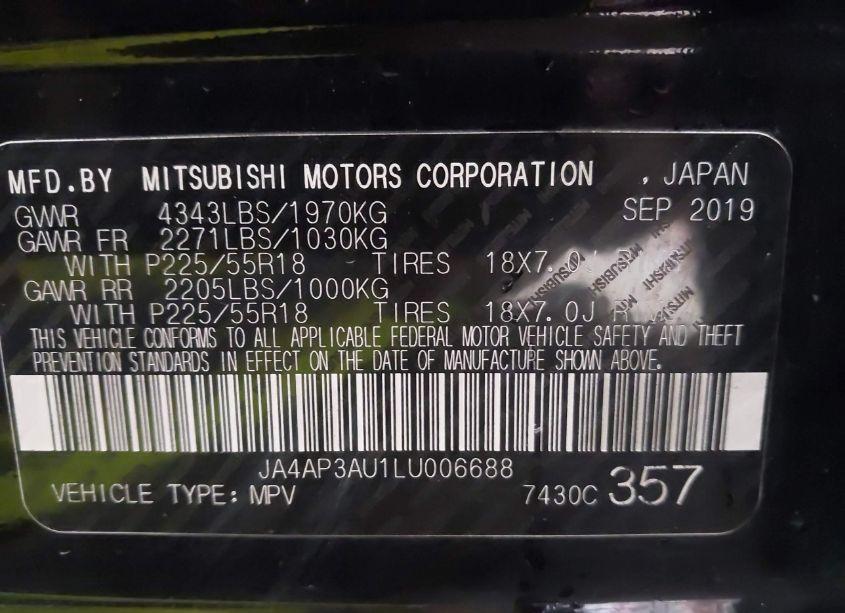 MFD.BY MITSUBISHI MOTORS CORPORATION , JAPAN
GVWR 4343LBS/1970KG SEP 2019
GAWR FR 2271LBS/1030KG
WITH P225/55R18 TIRES 18X7.0J
GAWR RR 2205LBS/1000KG
WITH P225/55R18 TIRES 18X7.0J
THIS VEHICLE CONFORMS TO ALL APPLICABLE FEDERAL MOTOR VEHICLE SAFETY AND THEFT
PREVENTION STANDARDS IN EFFECT ON THE DATE OF MANUFACTURE SHOWN ABOVE.
JA4AP3AU1LU006688
VEHICLE TYPE: MPV 7430C 357